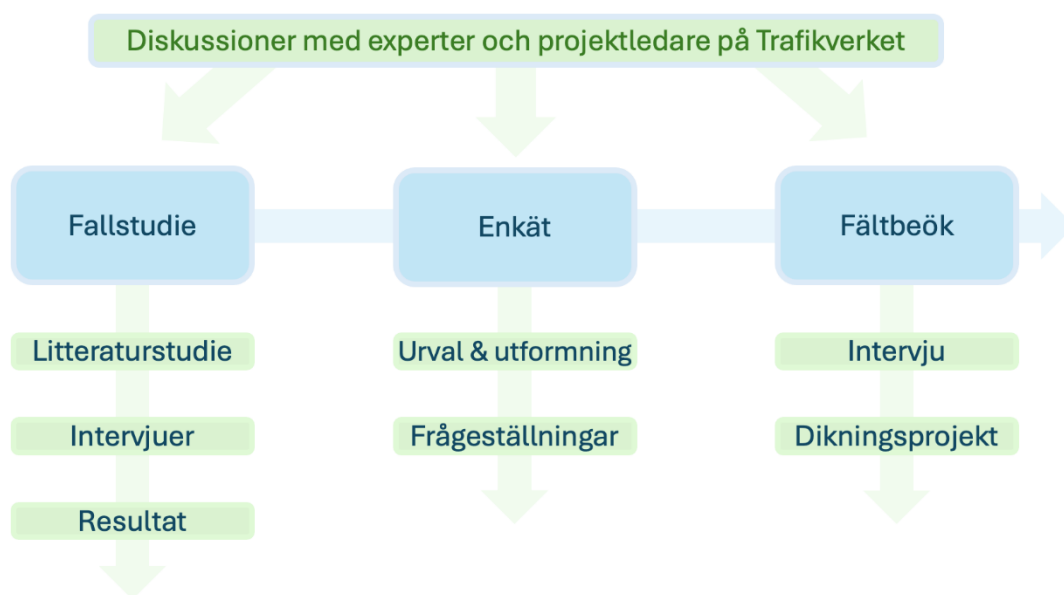 Diskussioner med experter och projektledare på Trafikverket
Fallstudie
Litteraturstudie
Intervjuer
Resultat
Enkät
Urval & utformning
Frågeställningar
Fältbeök
Intervju
Dikningsprojekt